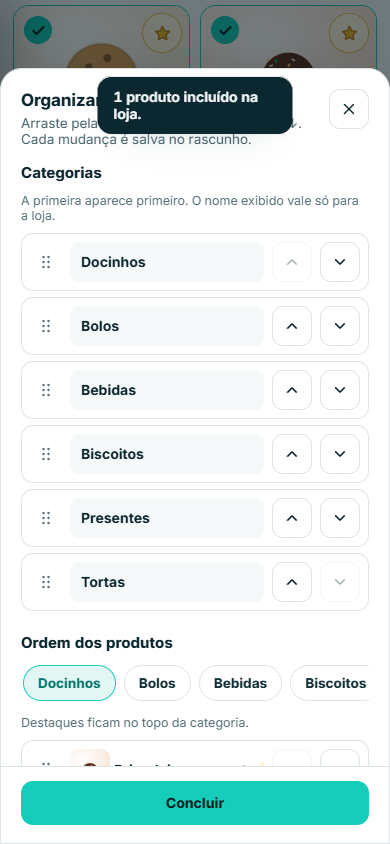 1 produto incluído na
loja.
Organizar
Arraste pela
Cada mudança é salva no rascunho.
Categorias
A primeira aparece primeiro. O nome exibido vale só para
a loja.
Docinhos
Bolos
Bebidas
Biscoitos
Presentes
Tortas
Ordem dos produtos
Docinhos Bolos Bebidas Biscoitos
Destaques ficam no topo da categoria.
Concluir